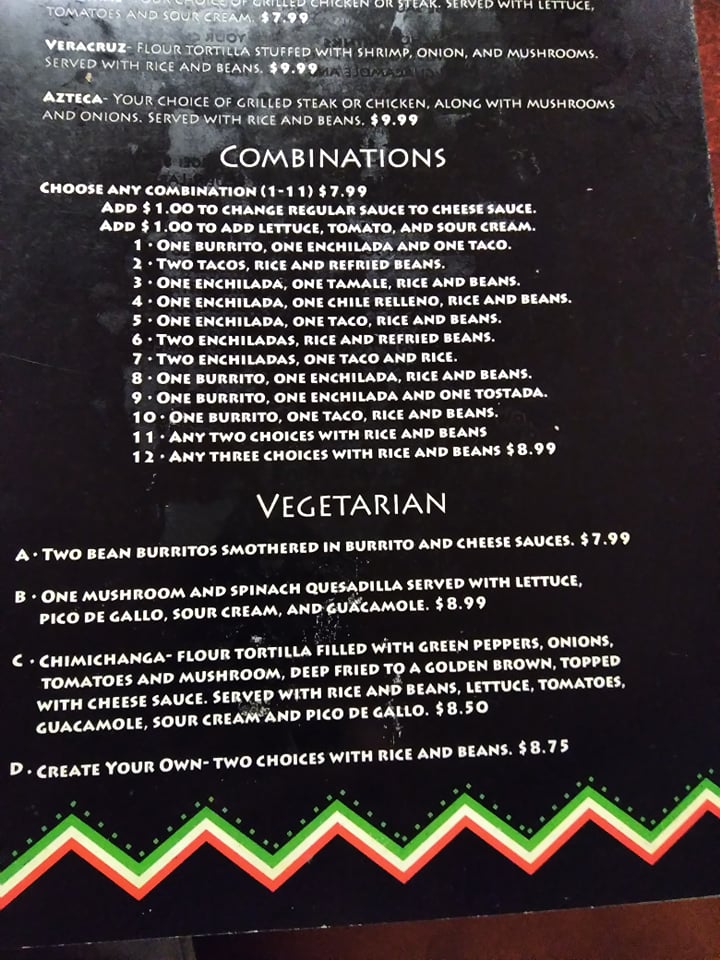 YOUR CHOICE OF GRILLED CHICKEN OR STEAK. SERVED WITH LETTUCE,
TOMATOES AND SOUR CREAM. $7.99
VERACRUZ- FLOUR TORTILLA STUFFED WITH SHRIMP, ONION, AND MUSHROOMS.
SERVED WITH RICE AND BEANS. $9.99
AZTECA- YOUR CHOICE OF GRILLED STEAK OR CHICKEN, ALONG WITH MUSHROOMS
AND ONIONS. SERVED WITH RICE AND BEANS. $9.99
COMBINATIONS
CHOOSE ANY COMBINATION (1-11) $7.99
ADD $1.00 TO CHANGE REGULAR SAUCE TO CHEESE SAUCE.
ADD $1.00 TO ADD LETTUCE, TOMATO, AND SOUR CREAM.
1 · ONE BURRITO, ONE ENCHILADA AND ONE TACO.
2 · TWO TACOS, RICE AND REFRIED BEANS.
3 · ONE ENCHILADA, ONE TAMALE, RICE AND BEANS.
4 · ONE ENCHILADA, ONE CHILE RELLENO, RICE AND BEANS.
5 · ONE ENCHILADA, ONE TACO, RICE AND BEANS.
6 · TWO ENCHILADAS, RICE AND REFRIED BEANS.
7 · TWO ENCHILADAS, ONE TACO AND RICE.
8 · ONE BURRITO, ONE ENCHILADA, RICE AND BEANS.
9 · ONE BURRITO, ONE ENCHILADA AND ONE TOSTADA.
10 · ONE BURRITO, ONE TACO, RICE AND BEANS.
11 · ANY TWO CHOICES WITH RICE AND BEANS
12 · ANY THREE CHOICES WITH RICE AND BEANS $8.99
VEGETARIAN
A · TWO BEAN BURRITOS SMOTHERED IN BURRITO AND CHEESE SAUCES. $7.99
B · ONE MUSHROOM AND SPINACH QUESADILLA SERVED WITH LETTUCE,
PICO DE GALLO, SOUR CREAM, AND GUACAMOLE. $8.99
C · CHIMICHANGA- FLOUR TORTILLA FILLED WITH GREEN PEPPERS, ONIONS,
TOMATOES AND MUSHROOM, DEEP FRIED TO A GOLDEN BROWN, TOPPED
WITH CHEESE SAUCE. SERVED WITH RICE AND BEANS, LETTUCE, TOMATOES,
GUACAMOLE, SOUR CREAM AND PICO DE GALLO. $8.50
D · CREATE YOUR OWN- TWO CHOICES WITH RICE AND BEANS. $8.75